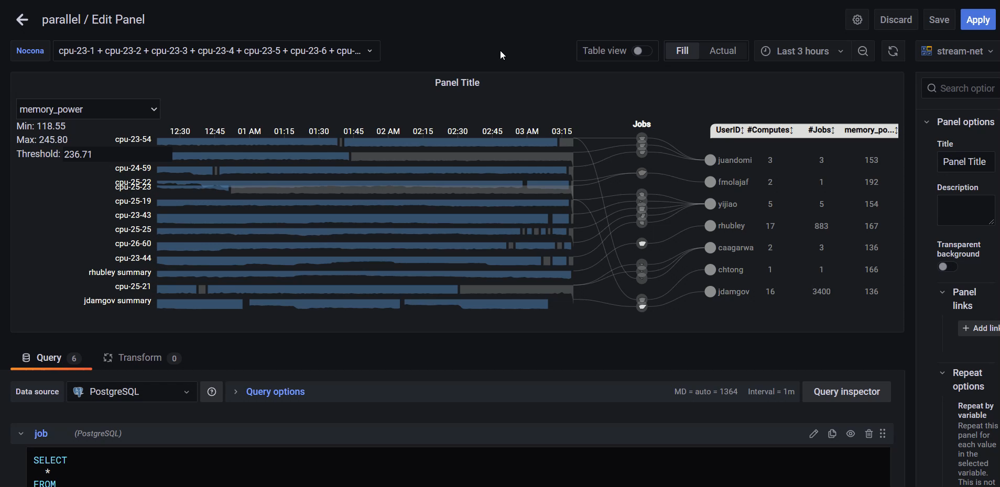 parallel / Edit Panel
Discard
Save
Apply
Nocona
cpu-23-1 + cpu-23-2 + cpu-23-3 + cpu-23-4 + cpu-23-5 + cpu-23-6 + cpu-...
Table view
Fill
Actual
Last 3 hours
stream-net
Panel Title
Search option
memory_power
Min: 118.55
Max: 245.80
Threshold: 236.71
12:30 12:45 01 AM 01:15 01:30 01:45 02 AM 02:15 02:30 02:45 03 AM 03:15
Jobs
UserID #Computes #Jobs memory_po...
cpu-23-54
cpu-24-59
cpu-25-22
cpu-25-23
cpu-25-19
cpu-23-43
cpu-25-25
cpu-26-60
cpu-23-44
rhubley summary
cpu-25-21
jdamgov summary
juandomi 3 3 153
fmolajaf 2 1 192
yijiao 5 5 154
rhubley 17 883 167
caagarwa 2 3 136
chtong 1 1 166
jdamgov 16 3400 136
Panel options
Title
Panel Title
Description
Transparent
background
Panel
links
+ Add link
Repeat
options
Repeat by
variable
Repeat this
panel for
each value
in the
selected
variable.
This is not
Query 6
Transform 0
Data source
PostgreSQL
Query options
MD = auto = 1364
Interval = 1m
Query inspector
job
(PostgreSQL)
SELECT
*
FROM